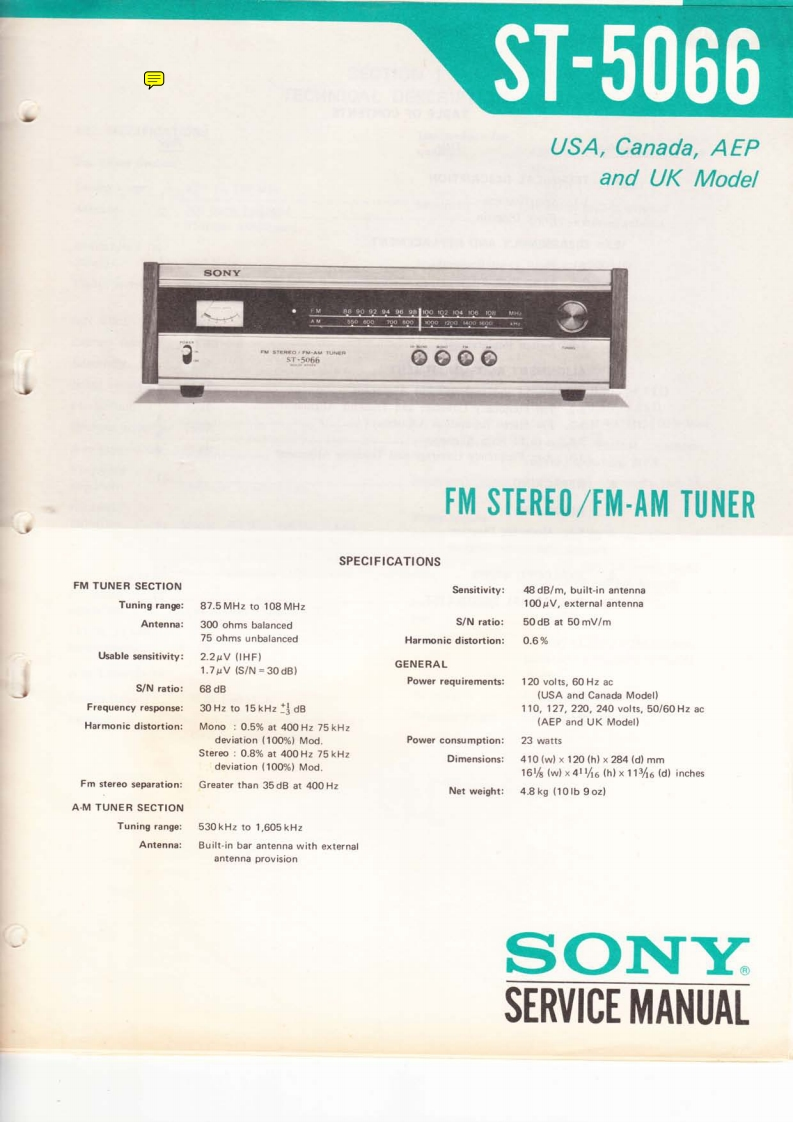 ST-5066
USA, Canada, AEP
and UK Model
SONY
FM 88 90 92 94 96 98 100 102 104 106 108 MHz
AM 550 600 700 800 1000 1200 1400 1600 kHz
POWER
FM STEREO / FM-AM TUNER
ST-5066
TUNING
FM STEREO/FM-AM TUNER
SPECIFICATIONS
FM TUNER SECTION
Tuning range: 87.5 MHz to 108 MHz
Antenna: 300 ohms balanced
75 ohms unbalanced
Usable sensitivity: 2.2 µV (IHF)
1.7 µV (S/N = 30 dB)
S/N ratio: 68 dB
Frequency response: 30 Hz to 15 kHz +1 -3 dB
Harmonic distortion: Mono : 0.5% at 400 Hz 75 kHz
deviation (100%) Mod.
Stereo : 0.8% at 400 Hz 75 kHz
deviation (100%) Mod.
Fm stereo separation: Greater than 35 dB at 400 Hz
A-M TUNER SECTION
Tuning range: 530 kHz to 1,605 kHz
Antenna: Built-in bar antenna with external
antenna provision
Sensitivity: 48 dB/m, built-in antenna
100 µV, external antenna
S/N ratio: 50 dB at 50 mV/m
Harmonic distortion: 0.6 %
GENERAL
Power requirements: 120 volts, 60 Hz ac
(USA and Canada Model)
110, 127, 220, 240 volts, 50/60 Hz ac
(AEP and UK Model)
Power consumption: 23 watts
Dimensions: 410 (w) x 120 (h) x 284 (d) mm
16 1/8 (w) x 4 11/16 (h) x 11 3/16 (d) inches
Net weight: 4.8 kg (10 lb 9 oz)
SONY®
SERVICE MANUAL